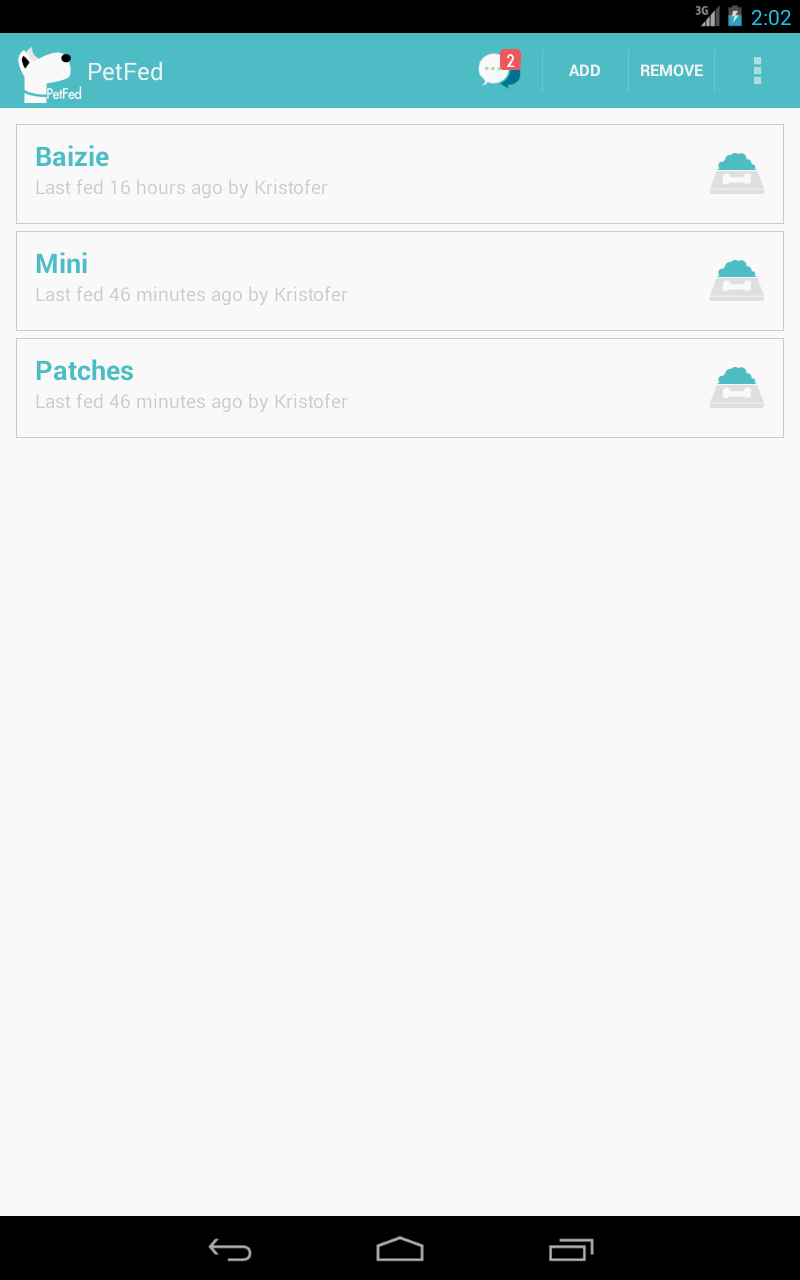 3G 2:02
PetFed
PetFed
2
ADD
REMOVE
Baizie
Last fed 16 hours ago by Kristofer
Mini
Last fed 46 minutes ago by Kristofer
Patches
Last fed 46 minutes ago by Kristofer